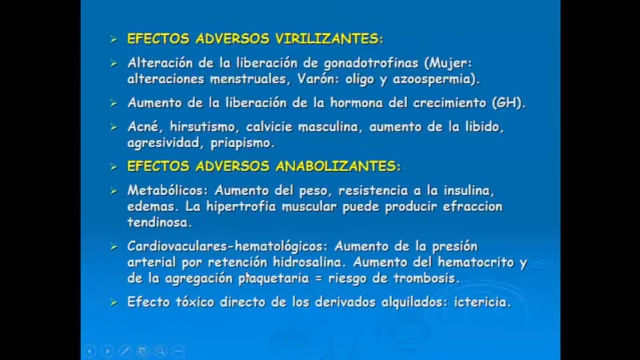 EFECTOS ADVERSOS VIRILIZANTES:
Alteración de la liberación de gonadotrofinas (Mujer:
alteraciones menstruales, Varón: oligo y azoospermia).
Aumento de la liberación de la hormona del crecimiento (GH).
Acné, hirsutismo, calvicie masculina, aumento de la libido,
agresividad, priapismo.
EFECTOS ADVERSOS ANABOLIZANTES:
Metabólicos: Aumento del peso, resistencia a la insulina,
edemas. La hipertrofia muscular puede producir efraccion
tendinosa.
Cardiovaculares-hematológicos: Aumento de la presión
arterial por retención hidrosalina. Aumento del hematocrito y
de la agregación plaquetaria = riesgo de trombosis.
Efecto tóxico directo de los derivados alquilados: ictericia.